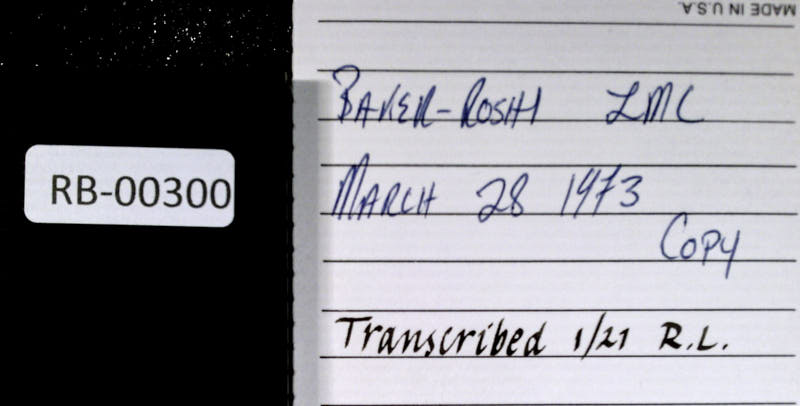 MADE IN U.S.A.
RB-00300
BAKER-ROSHI LMC
MARCH 28 1973
COPY
Transcribed 1/21 R.L.